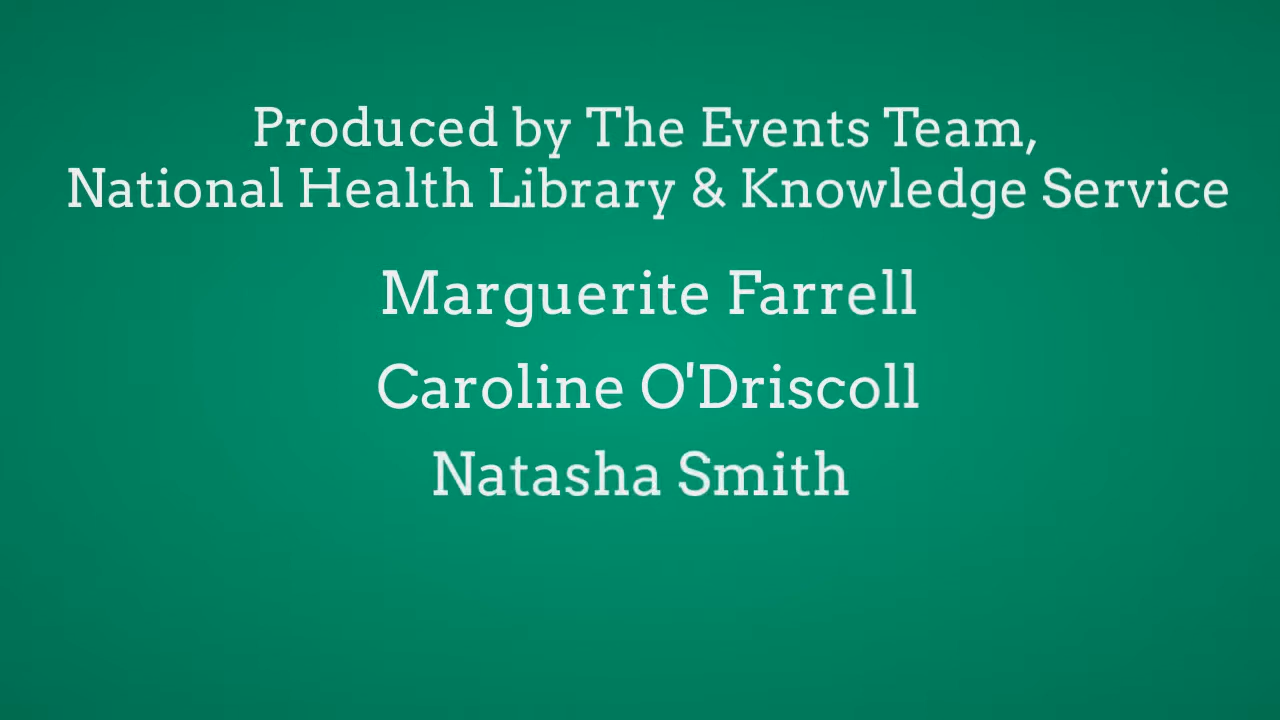 Produced by The Events Team,
National Health Library & Knowledge Service
Marguerite Farrell
Caroline O'Driscoll
Natasha Smith